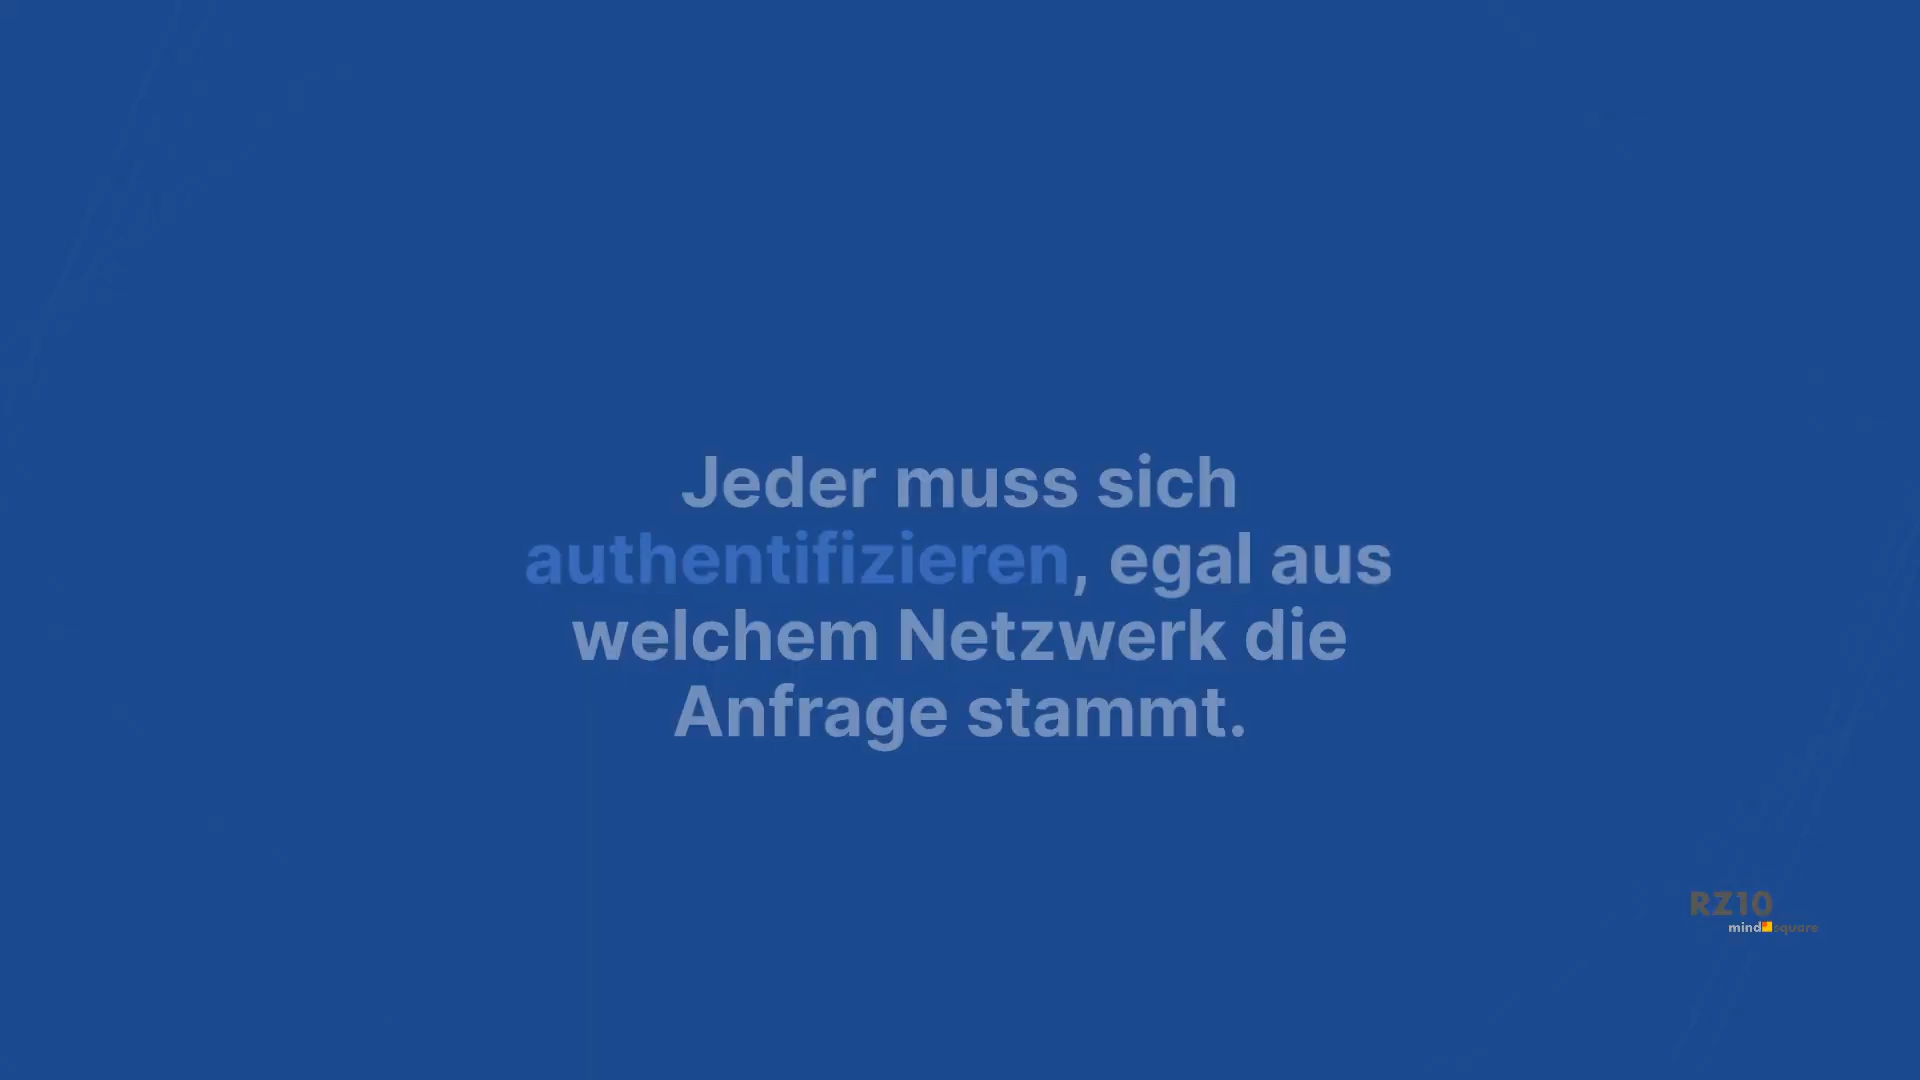 Jeder muss sich
authentifizieren, egal aus
welchem Netzwerk die
Anfrage stammt.
RZ10
mindsquare